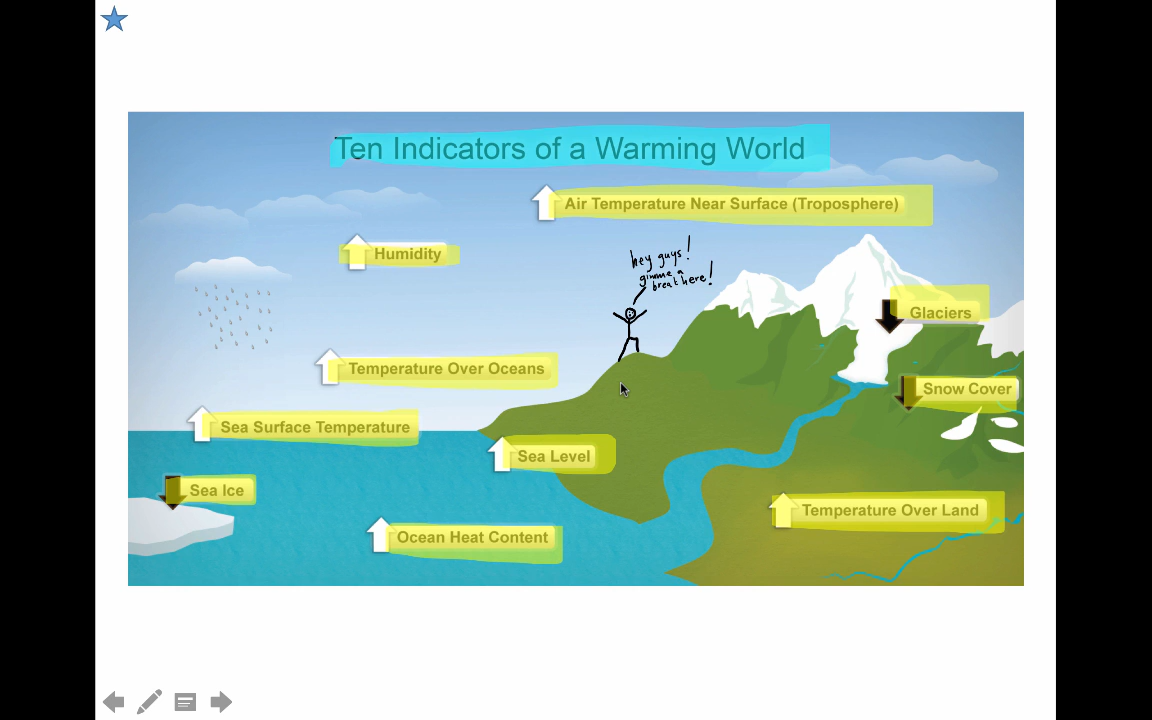 Ten Indicators of a Warming World
Air Temperature Near Surface (Troposphere)
Humidity
hey guys!
gimme a
break here!
Glaciers
Temperature Over Oceans
Snow Cover
Sea Surface Temperature
Sea Level
Sea Ice
Temperature Over Land
Ocean Heat Content